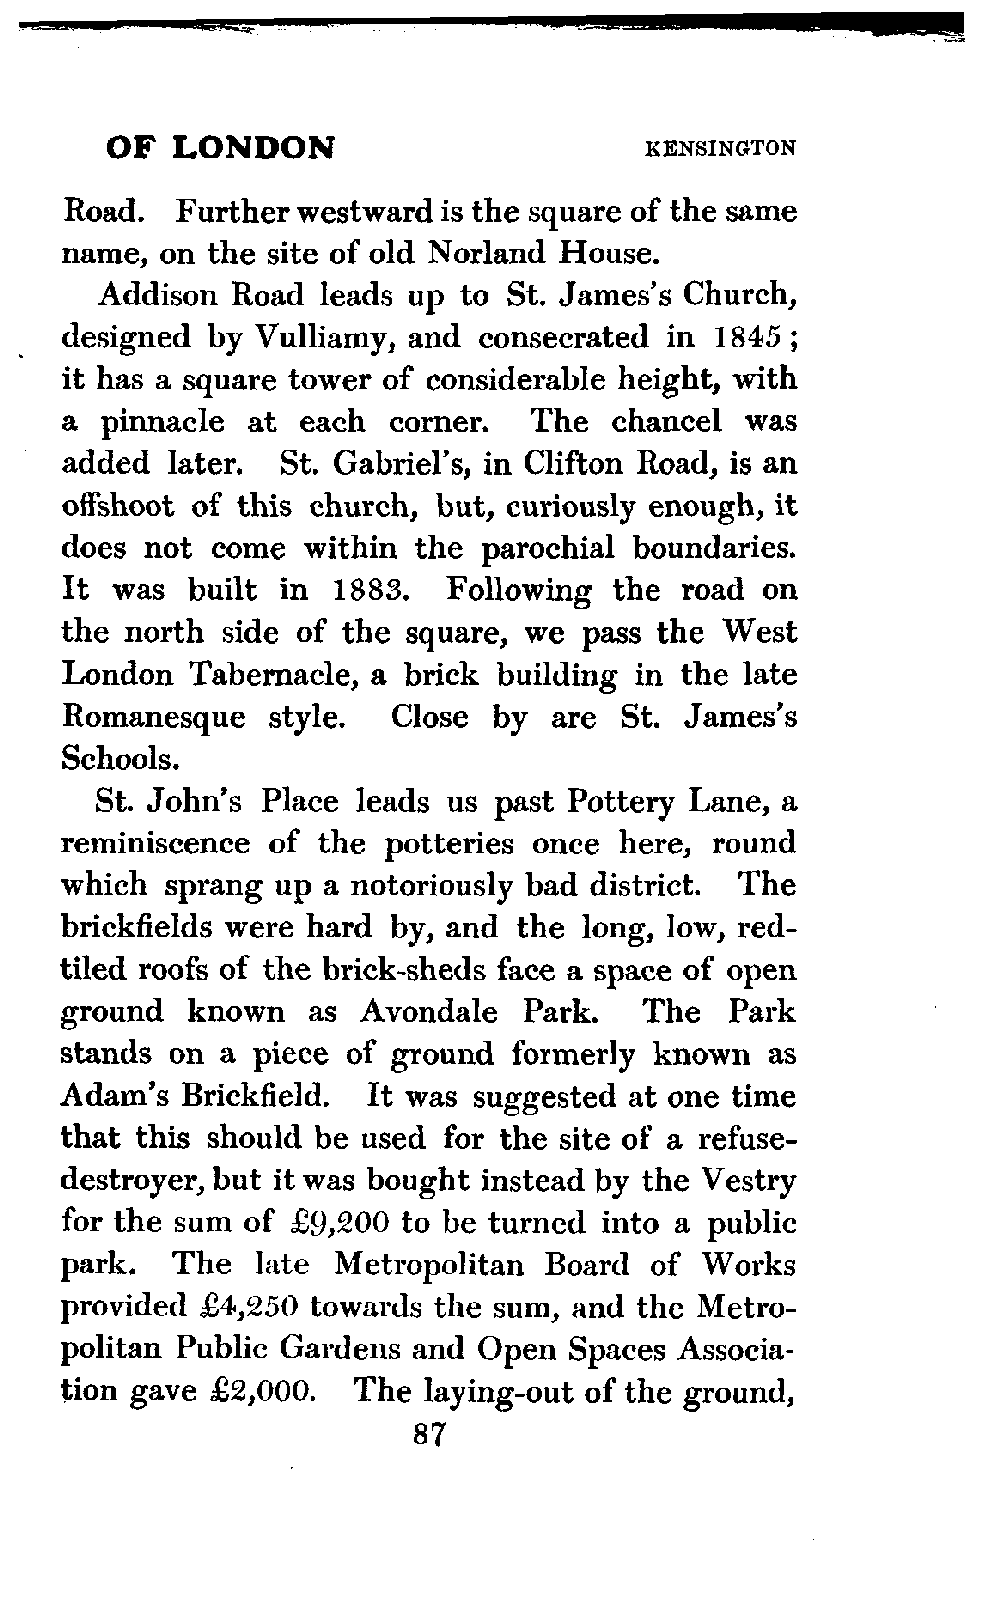 OF LONDON KENSINGTON
Road. Further westward is the square of the same
name, on the site of old Norland House.
Addison Road leads up to St. James's Church,
designed by Vulliamy, and consecrated in 1845;
it has a square tower of considerable height, with
a pinnacle at each corner. The chancel was
added later. St. Gabriel's, in Clifton Road, is an
offshoot of this church, but, curiously enough, it
does not come within the parochial boundaries.
It was built in 1883. Following the road on
the north side of the square, we pass the West
London Tabernacle, a brick building in the late
Romanesque style. Close by are St. James's
Schools.
St. John's Place leads us past Pottery Lane, a
reminiscence of the potteries once here, round
which sprang up a notoriously bad district. The
brickfields were hard by, and the long, low, red-
tiled roofs of the brick-sheds face a space of open
ground known as Avondale Park. The Park
stands on a piece of ground formerly known as
Adam's Brickfield. It was suggested at one time
that this should be used for the site of a refuse-
destroyer, but it was bought instead by the Vestry
for the sum of £9,200 to be turned into a public
park. The late Metropolitan Board of Works
provided £4,250 towards the sum, and the Metro-
politan Public Gardens and Open Spaces Associa-
tion gave £2,000. The laying-out of the ground,
87